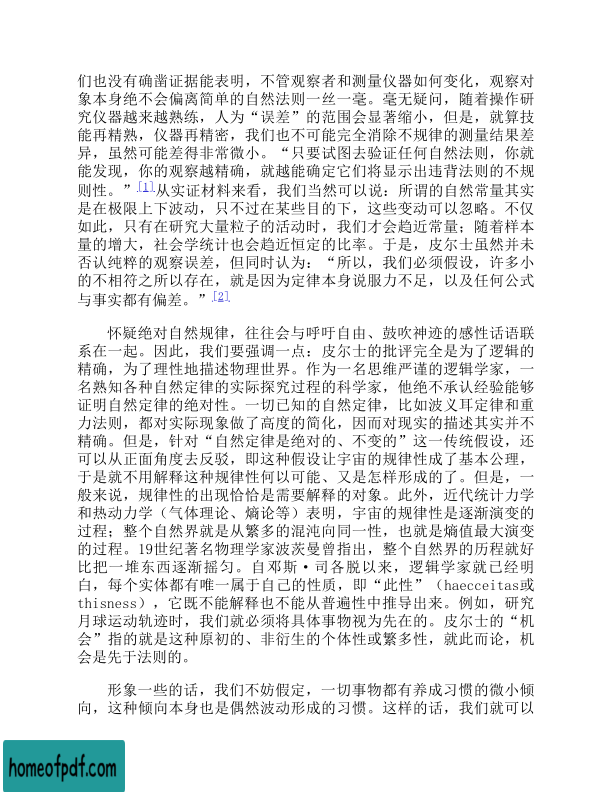 们也没有确凿证据能表明，不管观察者和测量仪器如何变化，观察对
象本身绝不会偏离简单的自然法则一丝一毫。毫无疑问，随着操作研
究仪器越来越熟练，人为“误差”的范围会显著缩小，但是，就算技
能再精熟，仪器再精密，我们也不可能完全消除不规律的测量结果差
异，虽然可能差得非常微小。“只要试图去验证任何自然法则，你就
能发现，你的观察越精确，就越能确定它们将显示出违背法则的不规
则性。”[1]从实证材料来看，我们当然可以说：所谓的自然常量其实
是在极限上下波动，只不过在某些目的下，这些变动可以忽略。不仅
如此，只有在研究大量粒子的活动时，我们才会趋近常量；随着样本
量的增大，社会学统计也会趋近恒定的比率。于是，皮尔士虽然并未
否认纯粹的观察误差，但同时认为：“所以，我们必须假设，许多小
的不相符之所以存在，就是因为定律本身说服力不足，以及任何公式
与事实都有偏差。”[2]
怀疑绝对自然规律，往往会与呼吁自由、鼓吹神迹的感性话语联
系在一起。因此，我们要强调一点：皮尔士的批评完全是为了逻辑的
精确，为了理性地描述物理世界。作为一名思维严谨的逻辑学家，一
名熟知各种自然定律的实际探究过程的科学家，他绝不承认经验能够
证明自然定律的绝对性。一切已知的自然定律，比如波义耳定律和重
力法则，都对实际现象做了高度的简化，因而对现实的描述其实并不
精确。但是，针对“自然定律是绝对的、不变的”这一传统假设，还
可以从正面角度去反驳，即这种假设让宇宙的规律性成了基本公理，
于是就不用解释这种规律性何以可能、又是怎样形成的了。但是，一
般来说，规律性的出现恰恰是需要解释的对象。此外，近代统计力学
和热动力学（气体理论、熵论等）表明，宇宙的规律性是逐渐演变的
过程；整个自然界就是从繁多的混沌向同一性，也就是熵值最大演变
的过程。19世纪著名物理学家波茨曼曾指出，整个自然界的历程就好
比把一堆东西逐渐摇匀。自邓斯·司各脱以来，逻辑学家就已经明
白，每个实体都有唯一属于自己的性质，即“此性”（haecceitas或
thisness），它既不能解释也不能从普遍性中推导出来。例如，研究
月球运动轨迹时，我们就必须将具体事物视为先在的。皮尔士的“机
会”指的就是这种原初的、非衍生的个体性或繁多性，就此而论，机
会是先于法则的。
形象一些的话，我们不妨假定，一切事物都有养成习惯的微小倾
向，这种倾向本身也是偶然波动形成的习惯。这样的话，我们就可以
homeofpdf.com